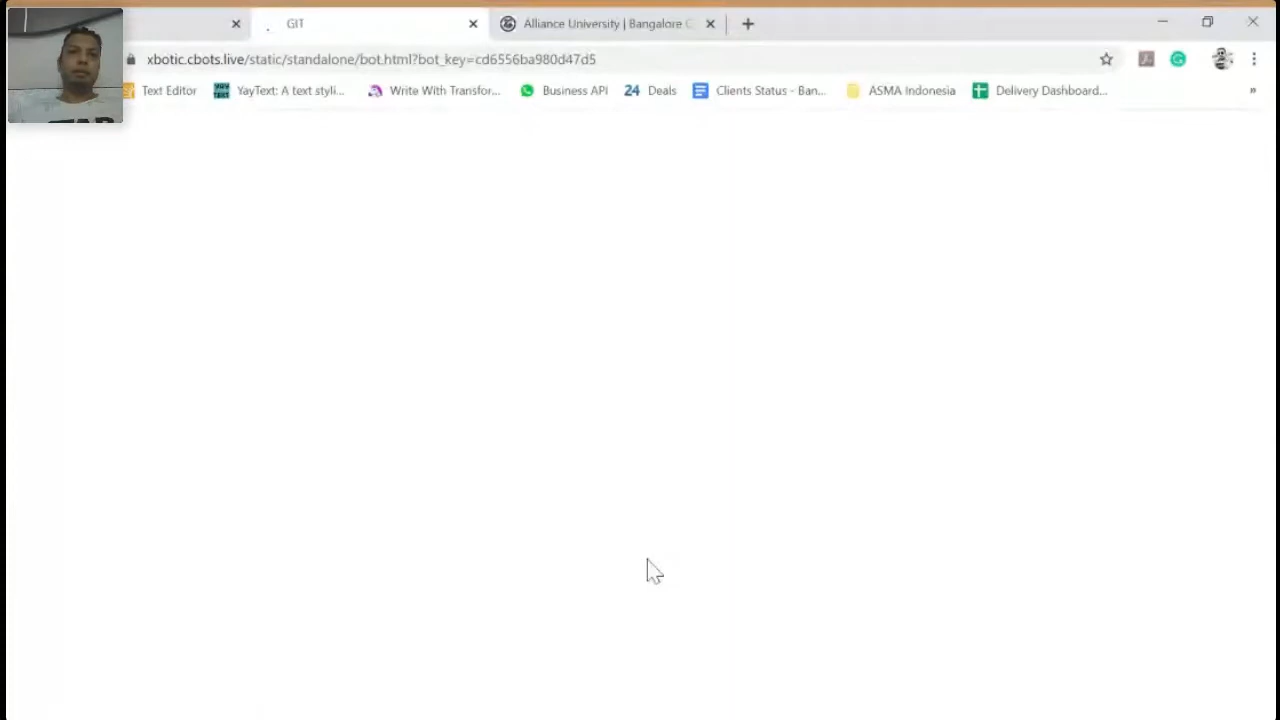 GIT
Alliance University | Bangalore C
xbotic.cbots.live/static/standalone/bot.html?bot_key=cd6556ba980d47d5
Text Editor YayText: A text styli... Write With Transfor... Business API 24 Deals Clients Status - Ban... ASMA Indonesia Delivery Dashboard... »